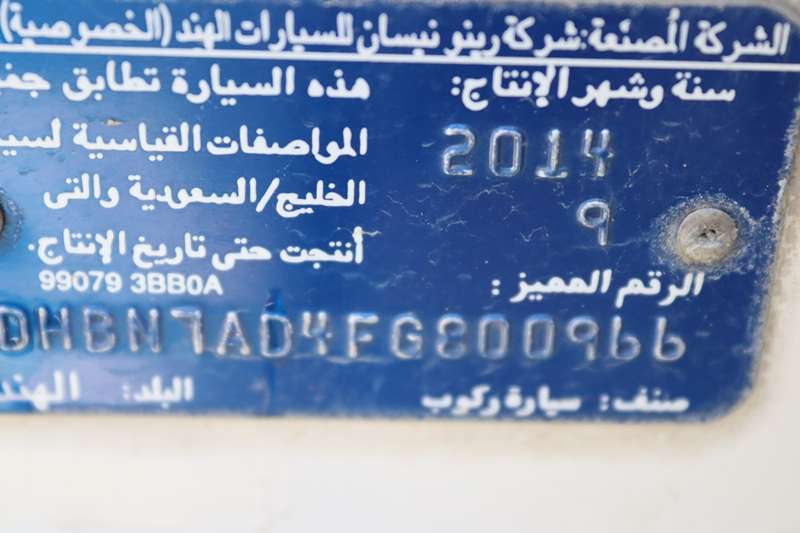 الشركة المصنعة: شركة رينو نيسان للسيارات الهند (الخصوصية)
سنة وشهر الإنتاج:
2014
9
هذه السيارة تطابق
المواصفات القياسية
الخليج/السعودية والتى
أنتجت حتى تاريخ الإنتاج.
99079 3BB0A
الرقم المميز:
DHBN7AD4FG800966
صنف: سيارة ركوب
البلد: الهند